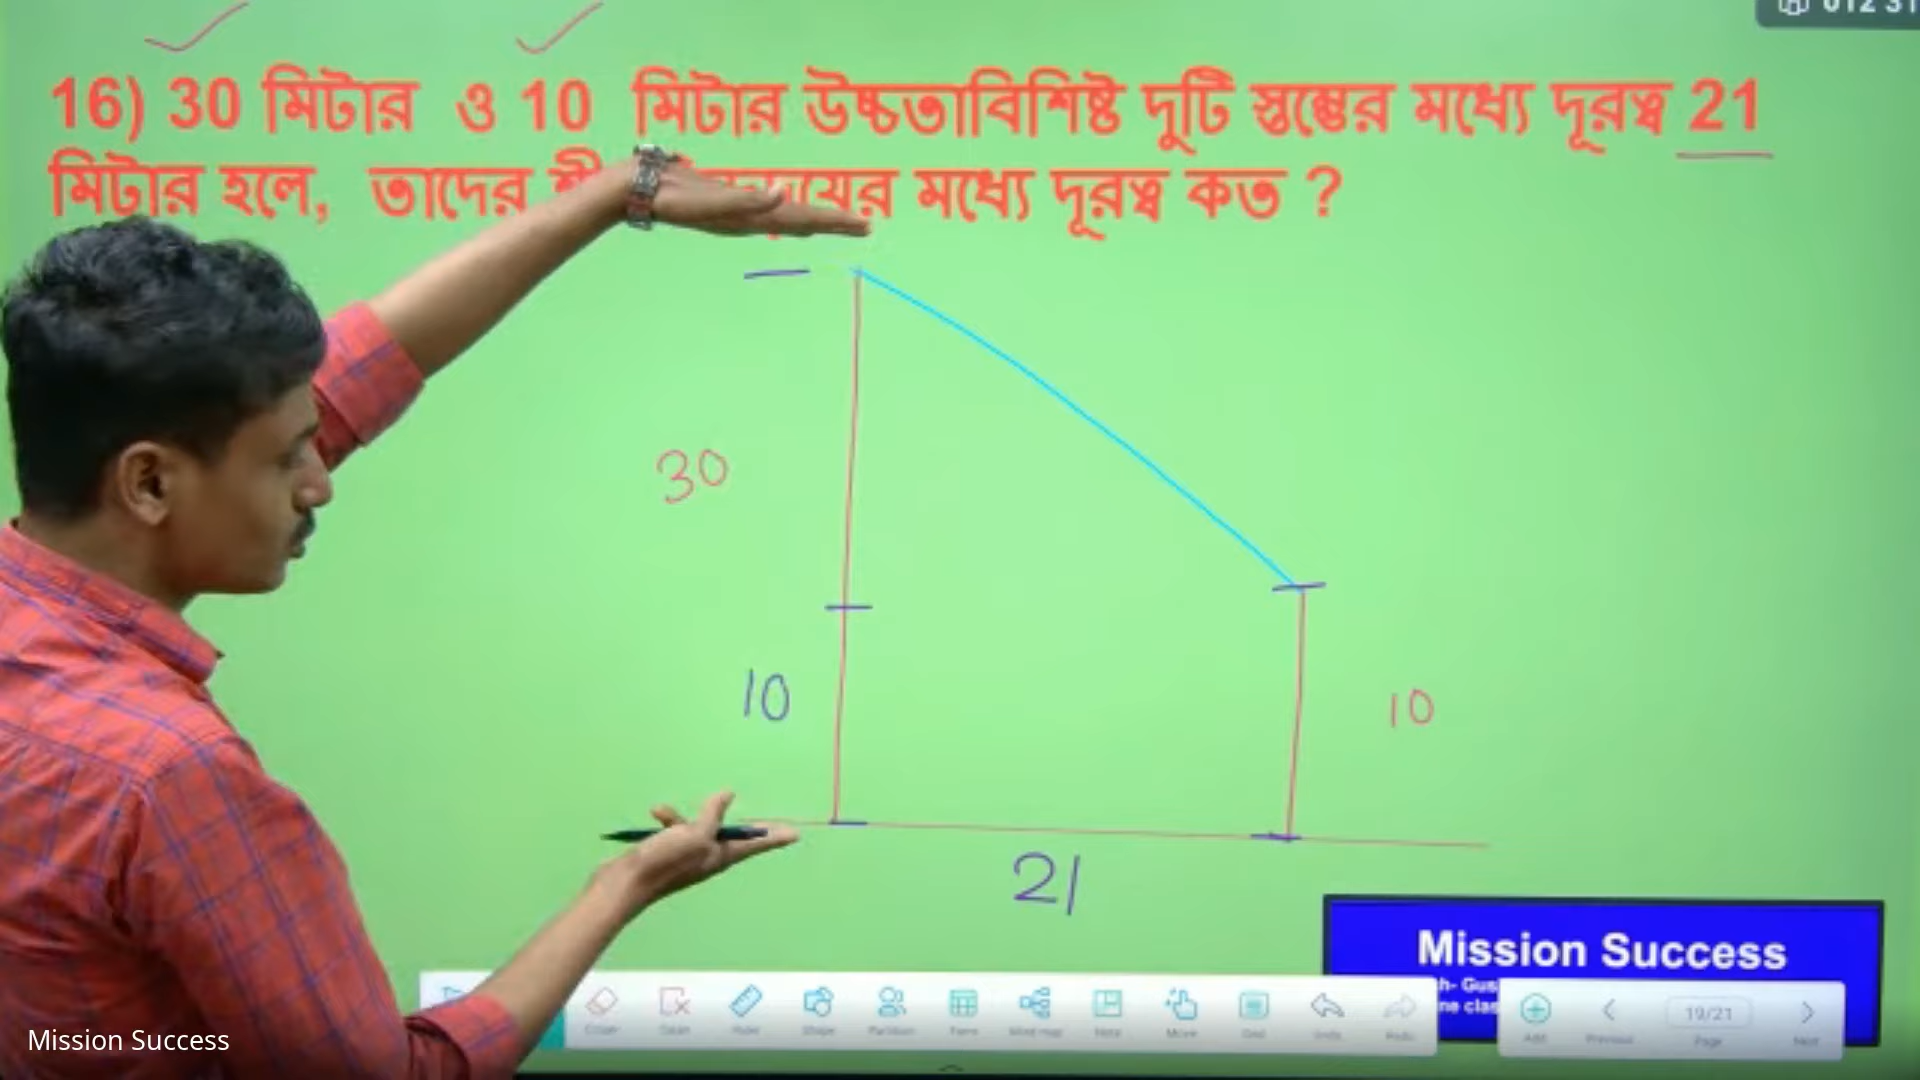 16) 30 মিটার ও 10 মিটার উচ্চতাবিশিষ্ট দুটি স্তম্ভের মধ্যে দূরত্ব 21
মিটার হলে, তাদের মধ্যে দূরত্ব কত ?
30
10
10
21
Mission Success
19/21
Page
Mission Success